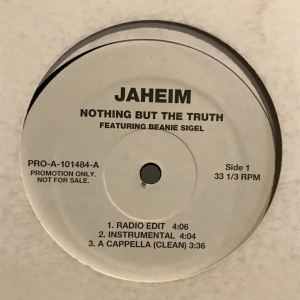 JAHEIM
NOTHING BUT THE TRUTH
FEATURING BEANIE SIGEL
PRO-A-101484-A
PROMOTION ONLY.
NOT FOR SALE.
Side 1
33 1/3 RPM
1. RADIO EDIT 4:06
2. INSTRUMENTAL 4:04
3. A CAPPELLA (CLEAN) 3:36